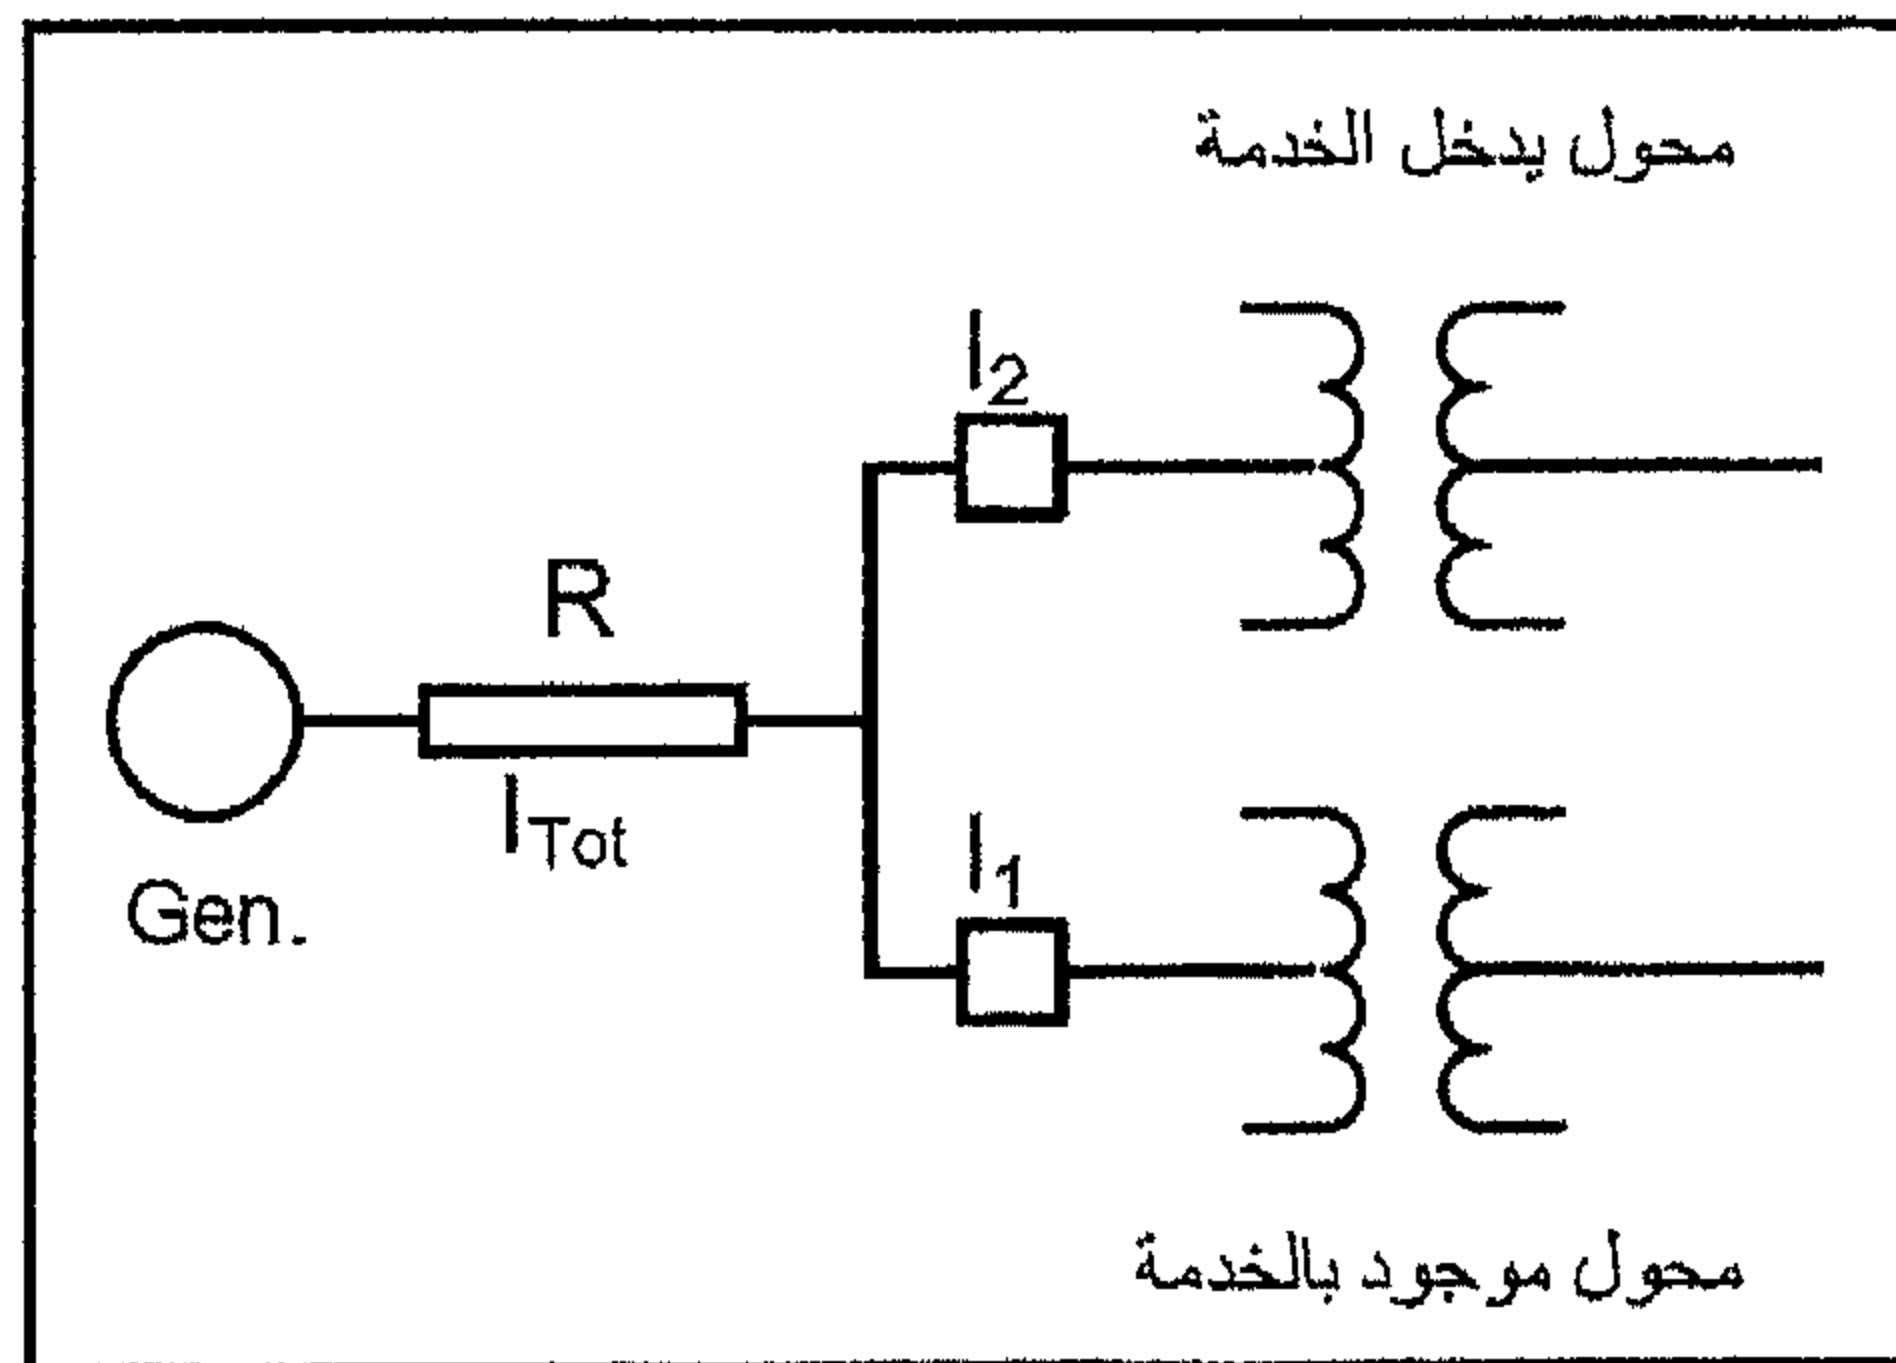 محول يدخل الخدمة
I2
R
ITot
Gen.
I1
محول موجود بالخدمة